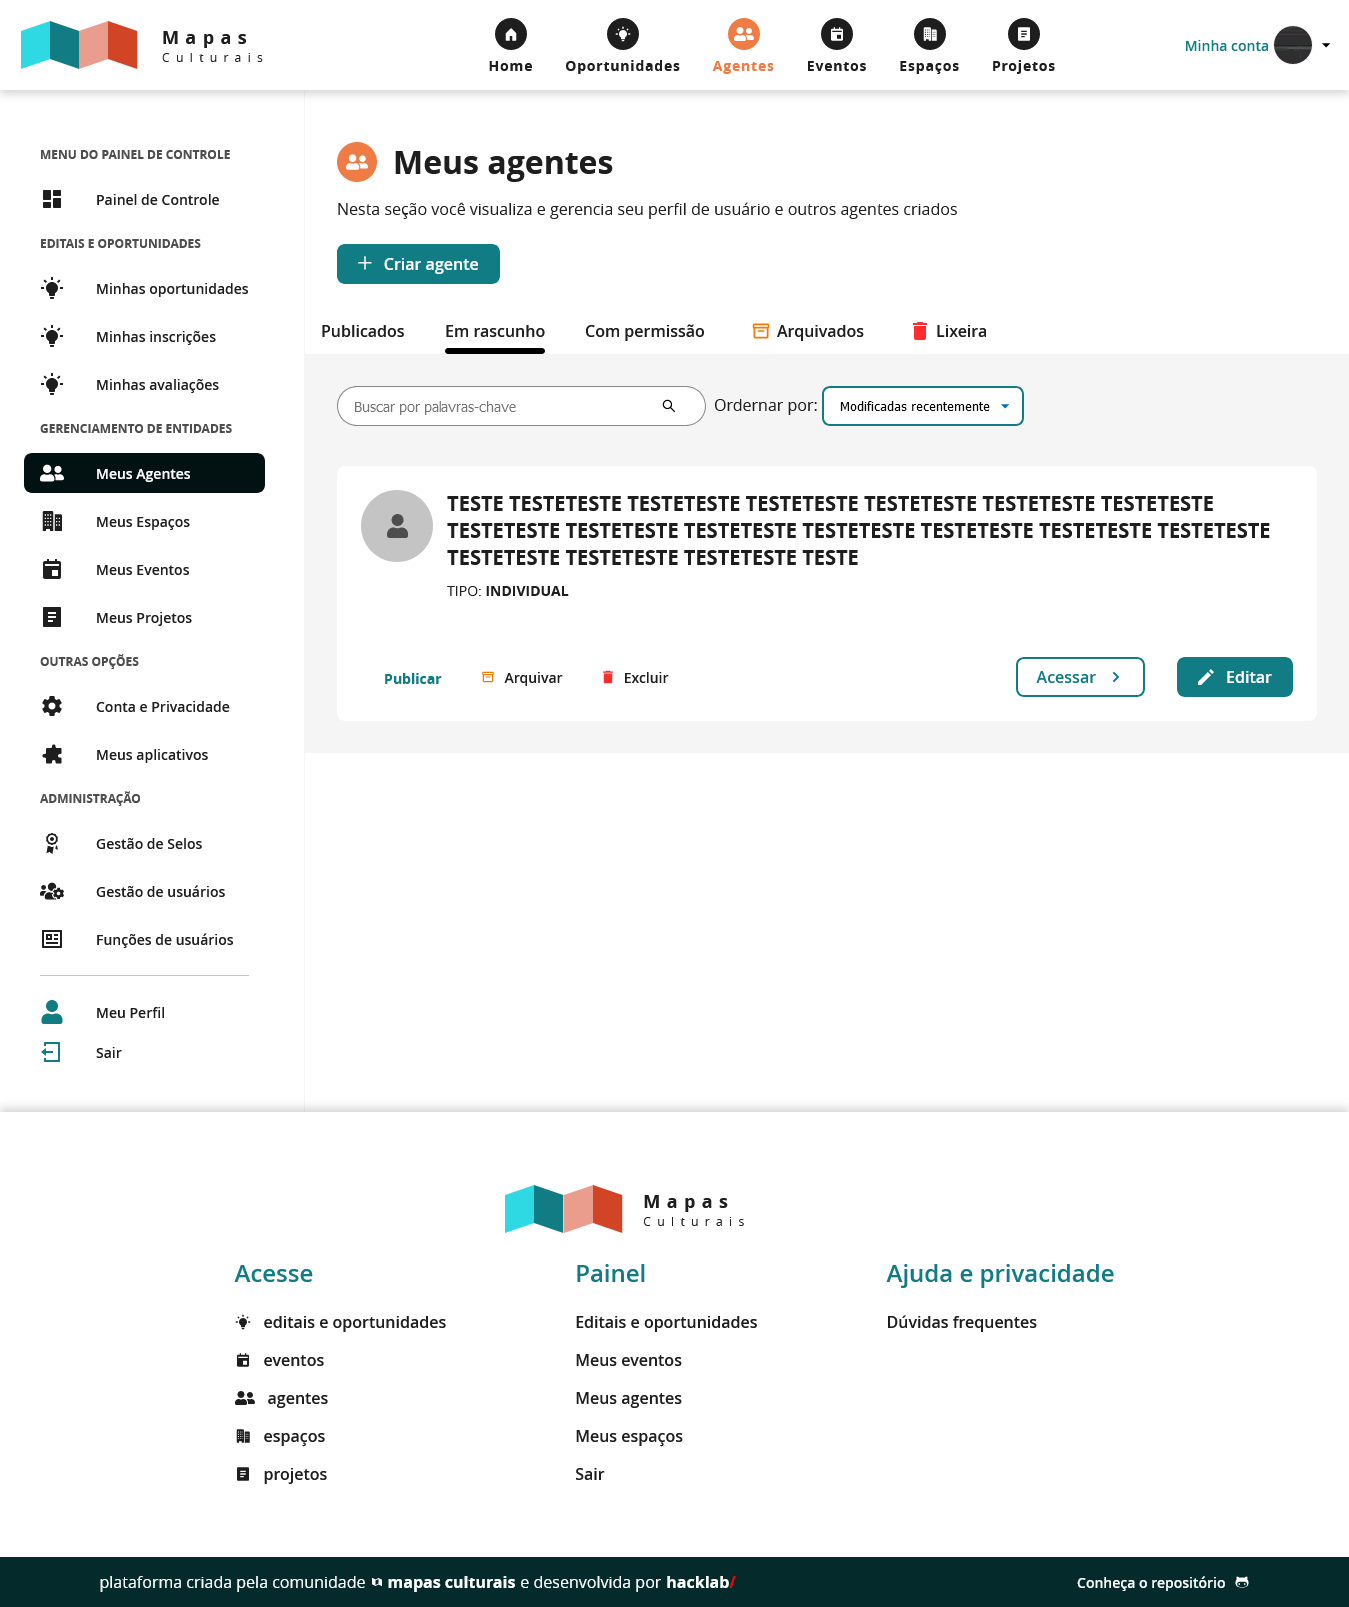 Mapas
Culturais
Home
Oportunidades
Agentes
Eventos
Espaços
Projetos
Minha conta
MENU DO PAINEL DE CONTROLE
Painel de Controle
EDITAIS E OPORTUNIDADES
Minhas oportunidades
Minhas inscrições
Minhas avaliações
GERENCIAMENTO DE ENTIDADES
Meus Agentes
Meus Espaços
Meus Eventos
Meus Projetos
OUTRAS OPÇÕES
Conta e Privacidade
Meus aplicativos
ADMINISTRAÇÃO
Gestão de Selos
Gestão de usuários
Funções de usuários
Meu Perfil
Sair
Meus agentes
Nesta seção você visualiza e gerencia seu perfil de usuário e outros agentes criados
Criar agente
Publicados
Em rascunho
Com permissão
Arquivados
Lixeira
Buscar por palavras-chave
Ordernar por:
Modificadas recentemente
TESTE TESTETESTE TESTETESTE TESTETESTE TESTETESTE TESTETESTE TESTETESTE
TESTETESTE TESTETESTE TESTETESTE TESTETESTE TESTETESTE TESTETESTE TESTETESTE
TESTETESTE TESTETESTE TESTETESTE TESTE
TIPO: INDIVIDUAL
Publicar
Arquivar
Excluir
Acessar
Editar
Mapas
Culturais
Acesse
editais e oportunidades
eventos
agentes
espaços
projetos
Painel
Editais e oportunidades
Meus eventos
Meus agentes
Meus espaços
Sair
Ajuda e privacidade
Dúvidas frequentes
plataforma criada pela comunidade mapas culturais e desenvolvida por hacklab/
Conheça o repositório